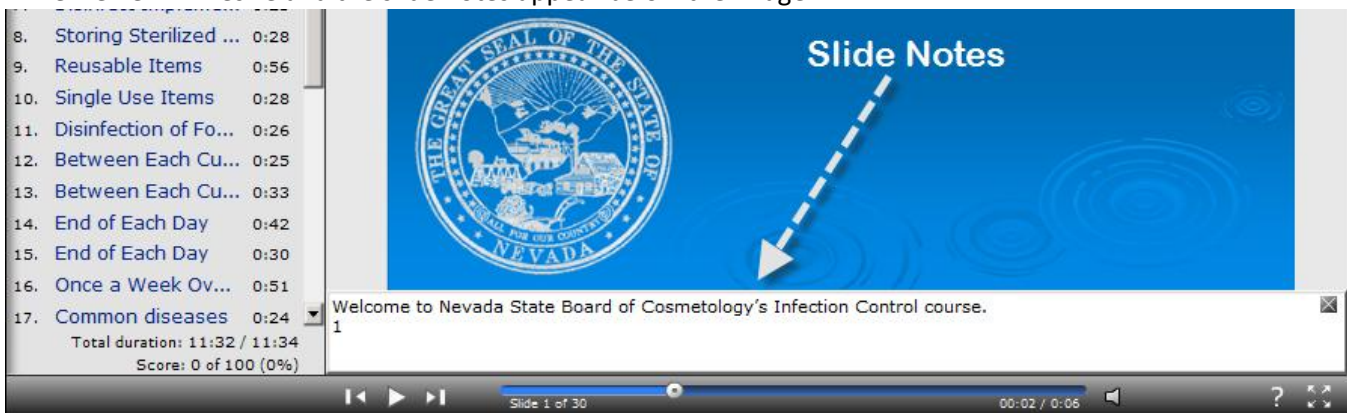 8. Storing Sterilized ... 0:28
9. Reusable Items 0:56
10. Single Use Items 0:28
11. Disinfection of Fo... 0:26
12. Between Each Cu... 0:25
13. Between Each Cu... 0:33
14. End of Each Day 0:42
15. End of Each Day 0:30
16. Once a Week Ov... 0:51
17. Common diseases 0:24
Total duration: 11:32 / 11:34
Score: 0 of 100 (0%)
THE GREAT SEAL OF THE STATE OF
NEVADA
ALL FOR OUR COUNTRY
Slide Notes
Welcome to Nevada State Board of Cosmetology’s Infection Control course.
1
Slide 1 of 30
00:02 / 0:06
?